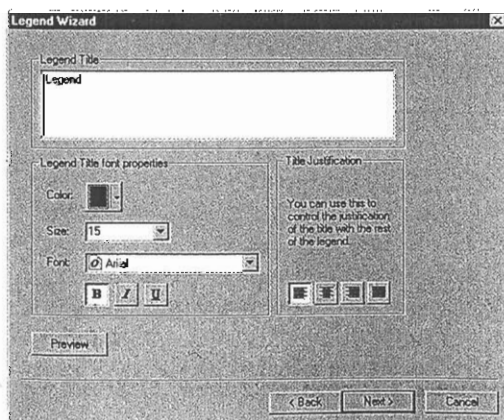 Legend Wizard
Legend Title
Legend
Legend Title font properties
Color:
Size: 15
Font: Arial
B I U
Title Justification
You can use this to
control the justification
of the title with the rest
of the legend.
Preview
< Back Next > Cancel